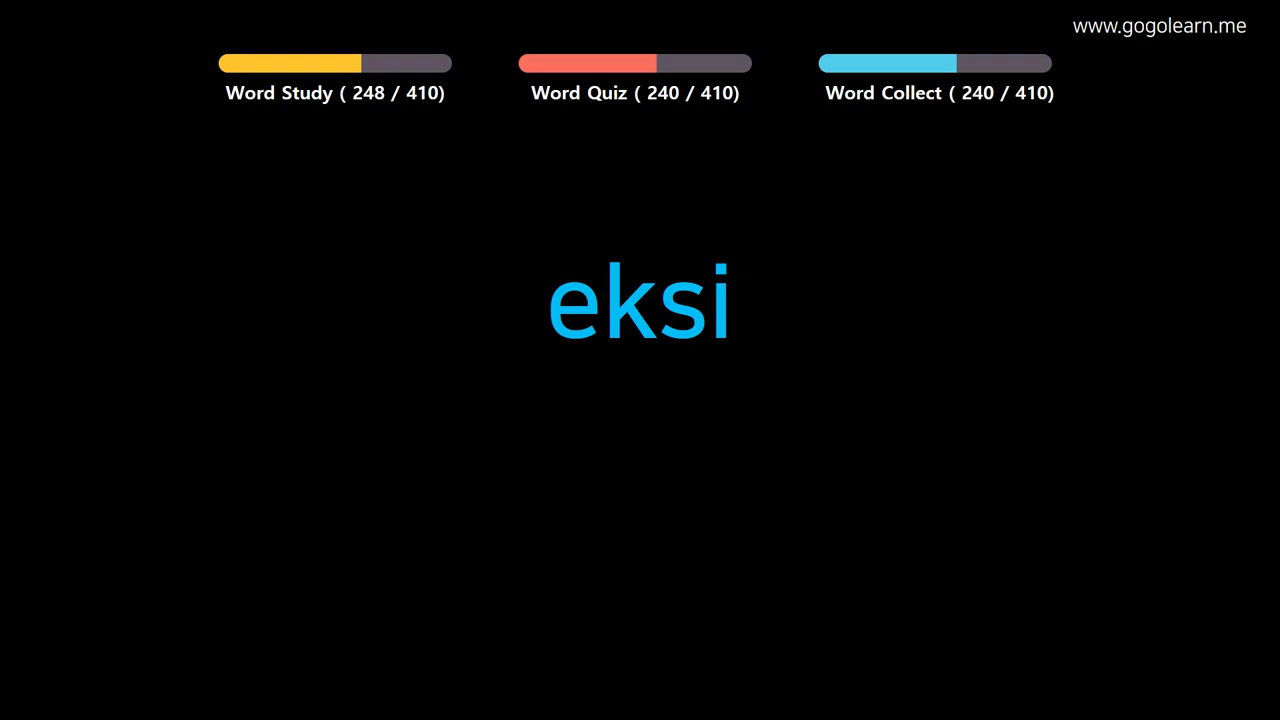 www.gogolearn.me
Word Study ( 248 / 410)
Word Quiz ( 240 / 410)
Word Collect ( 240 / 410)
eksi